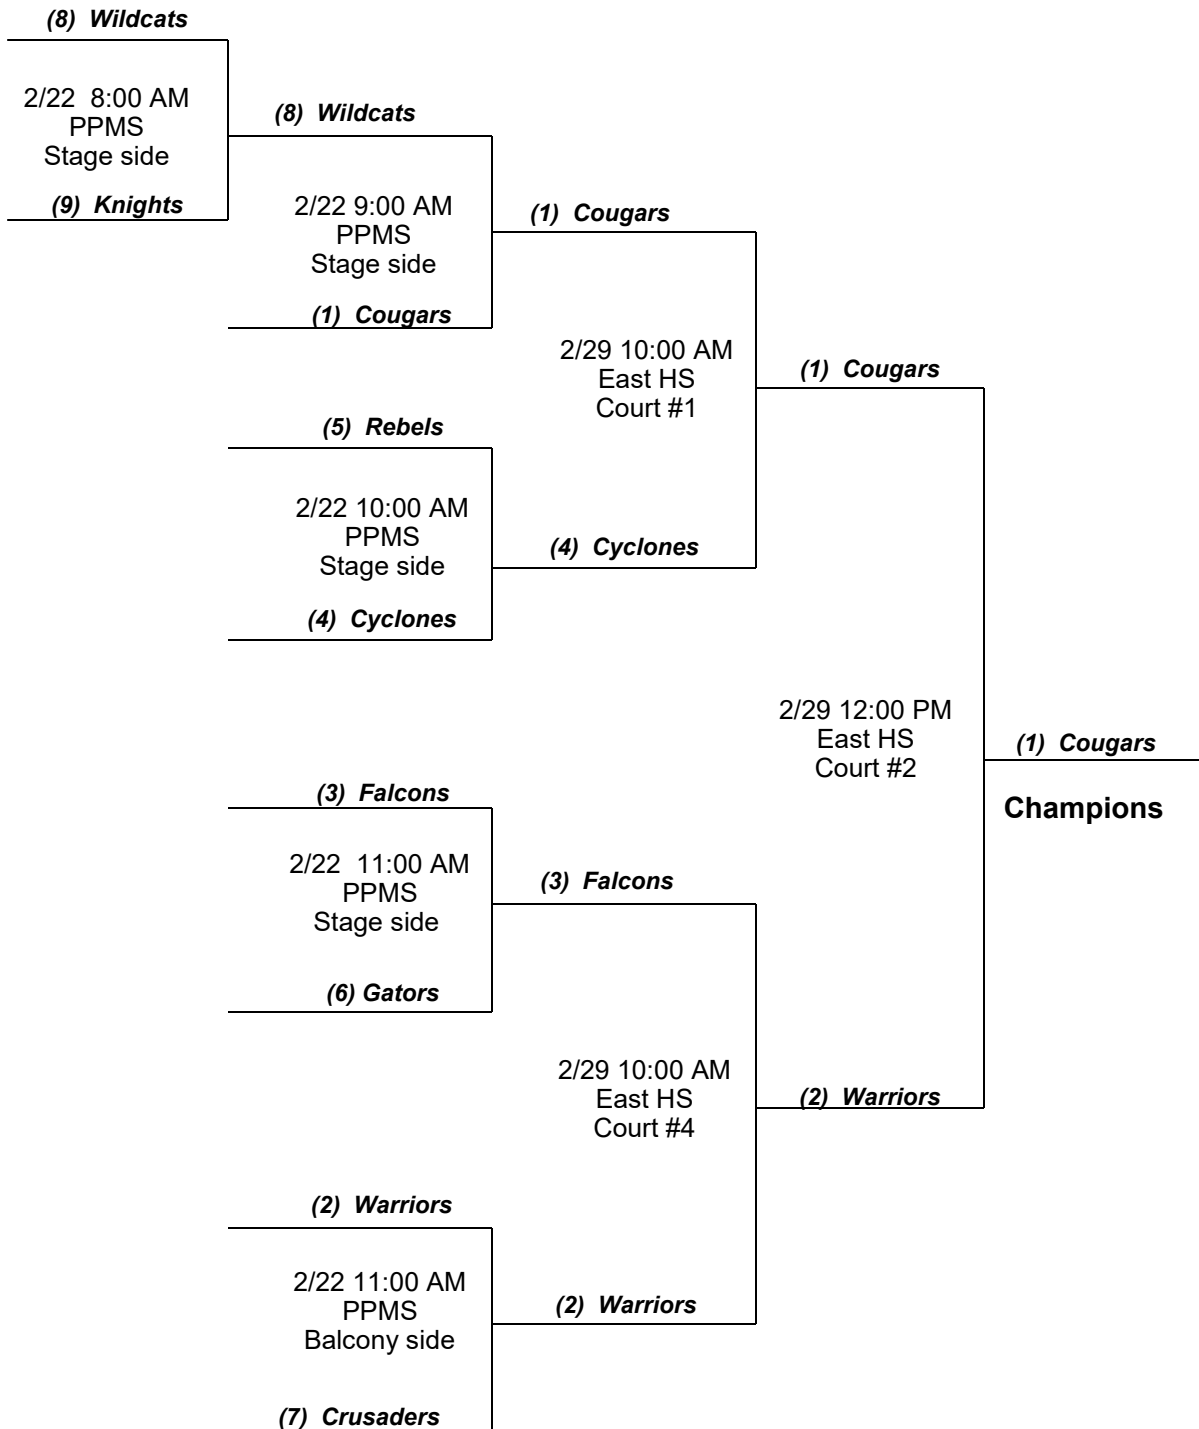 (8) Wildcats
2/22 8:00 AM
PPMS
Stage side
(9) Knights
(8) Wildcats
2/22 9:00 AM
PPMS
Stage side
(1) Cougars
(1) Cougars
2/29 10:00 AM
East HS
Court #1
(1) Cougars
(5) Rebels
2/22 10:00 AM
PPMS
Stage side
(4) Cyclones
(4) Cyclones
2/29 12:00 PM
East HS
Court #2
(1) Cougars
Champions
(3) Falcons
2/22 11:00 AM
PPMS
Stage side
(3) Falcons
(6) Gators
2/29 10:00 AM
East HS
Court #4
(2) Warriors
(2) Warriors
2/22 11:00 AM
PPMS
Balcony side
(2) Warriors
(7) Crusaders